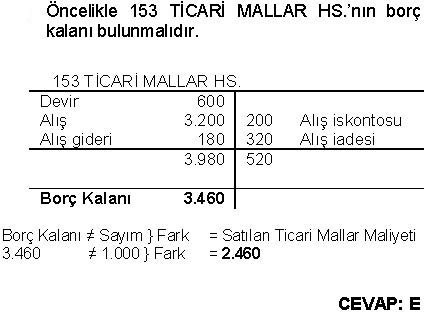 Öncelikle 153 TİCARİ MALLAR HS.'nın borç
kalanı bulunmalıdır.
153 TİCARİ MALLAR HS.
Devir 600
Alış 3.200 200 Alış iskontosu
Alış gideri 180 320 Alış iadesi
3.980 520
Borç Kalanı 3.460
Borç Kalanı ≠ Sayım } Fark = Satılan Ticari Mallar Maliyeti
3.460 ≠ 1.000 } Fark = 2.460
CEVAP: E